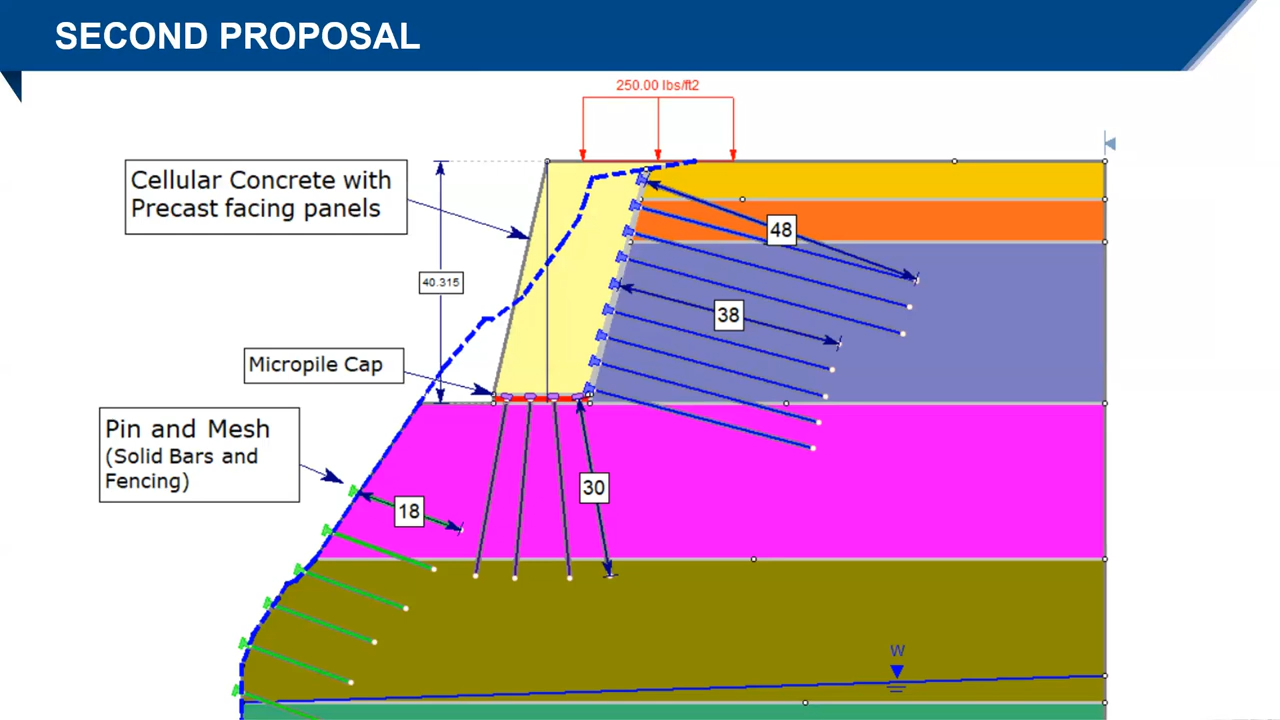 SECOND PROPOSAL
250.00 lbs/ft2
Cellular Concrete with
Precast facing panels
48
40.315
38
Micropile Cap
Pin and Mesh
(Solid Bars and
Fencing)
30
18
W